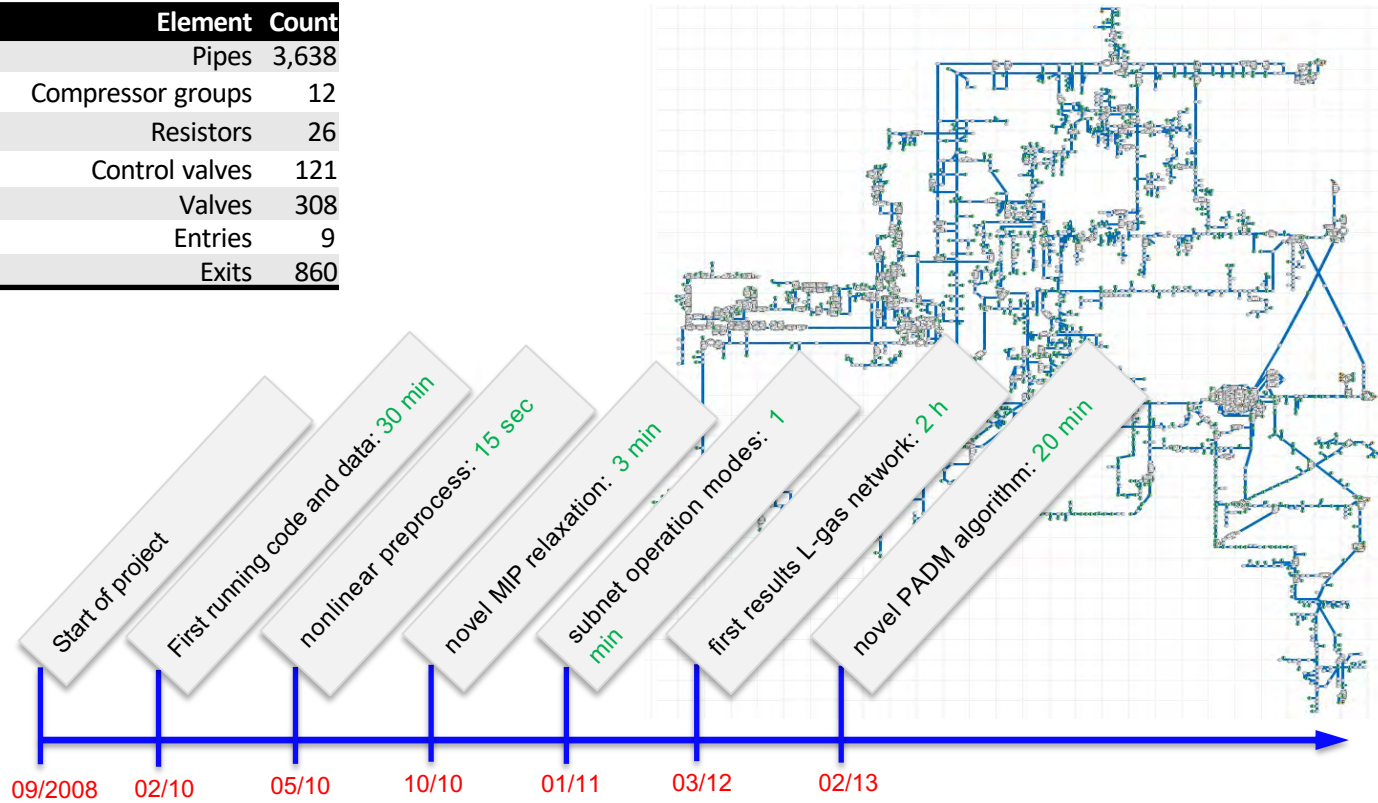 Element Count
Pipes 3,638
Compressor groups 12
Resistors 26
Control valves 121
Valves 308
Entries 9
Exits 860
Start of project
First running code and data: 30 min
nonlinear preprocess: 15 sec
novel MIP relaxation: 3 min
subnet operation modes: 1
min
first results L-gas network: 2 h
novel PADM algorithm: 20 min
09/2008 02/10 05/10 10/10 01/11 03/12 02/13